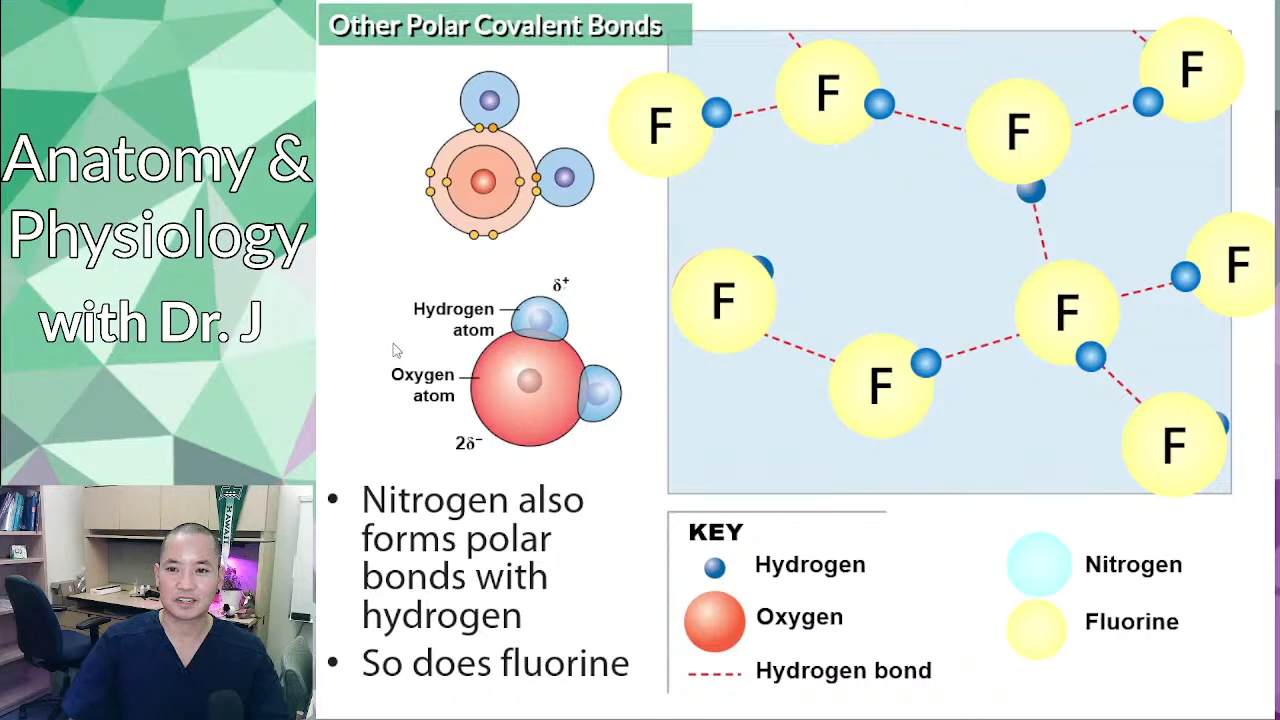 Other Polar Covalent Bonds
Anatomy &
Physiology
with Dr. J
HAWAII
δ+
Hydrogen
atom
Oxygen
atom
2δ−
• Nitrogen also
forms polar
bonds with
hydrogen
• So does fluorine
F
F
F
F
F
F
F
F
F
KEY
Hydrogen
Oxygen
Hydrogen bond
Nitrogen
Fluorine